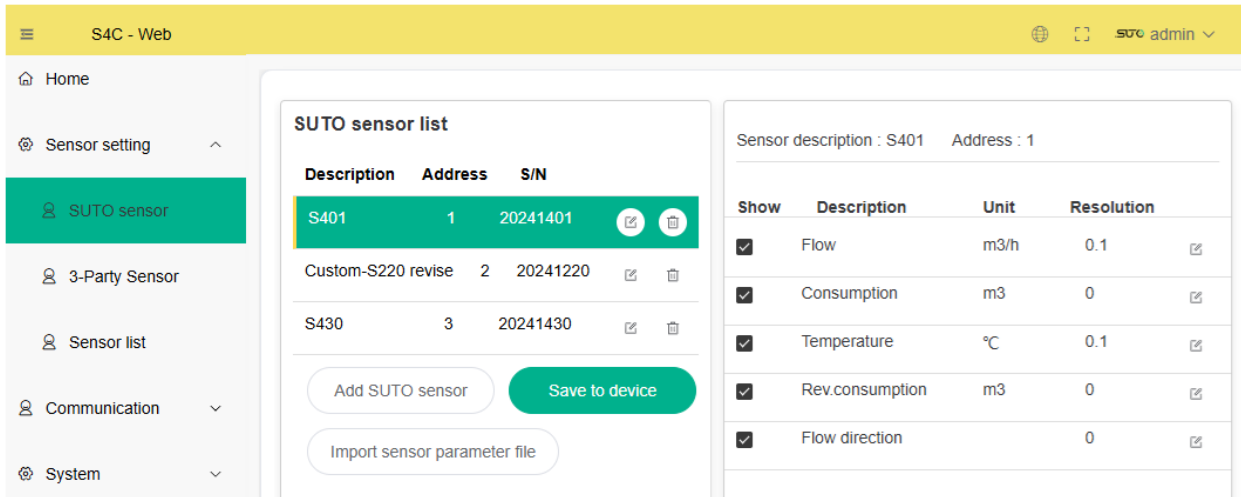 S4C - Web
SUTO admin
Home
Sensor setting
SUTO sensor
3-Party Sensor
Sensor list
Communication
System
SUTO sensor list
Description Address S/N
S401 1 20241401
Custom-S220 revise 2 20241220
S430 3 20241430
Add SUTO sensor Save to device
Import sensor parameter file
Sensor description : S401 Address : 1
Show Description Unit Resolution
Flow m3/h 0.1
Consumption m3 0
Temperature ℃ 0.1
Rev.consumption m3 0
Flow direction 0